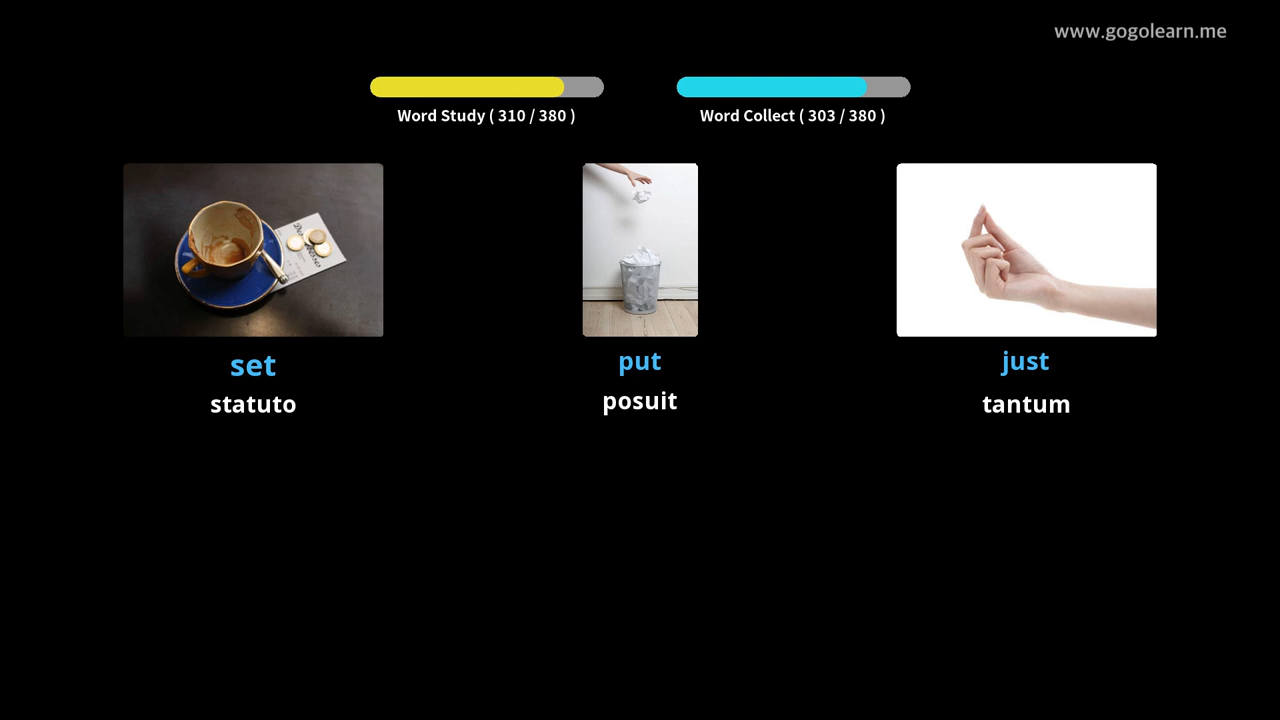 www.gogolearn.me
Word Study ( 310 / 380 )
Word Collect ( 303 / 380 )
set
put
just
statuto
posuit
tantum